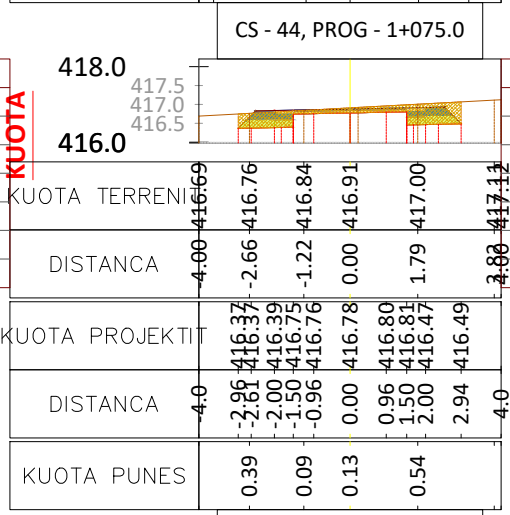 CS - 44, PROG - 1+075.0
KUOTA
418.0
417.5
417.0
416.5
416.0
KUOTA TERRENIT 416.69 416.76 416.84 416.91 417.00 417.12
DISTANCA -4.00 -2.66 -1.22 0.00 1.79 3.82 4.00
KUOTA PROJEKTIT 416.37 416.37 416.39 416.75 416.76 416.78 416.80 416.81 416.47 416.49
DISTANCA -4.0 -2.96 -2.61 -2.00 -1.50 -0.96 0.00 0.96 1.50 2.00 2.94 4.0
KUOTA PUNES 0.39 0.09 0.13 0.54